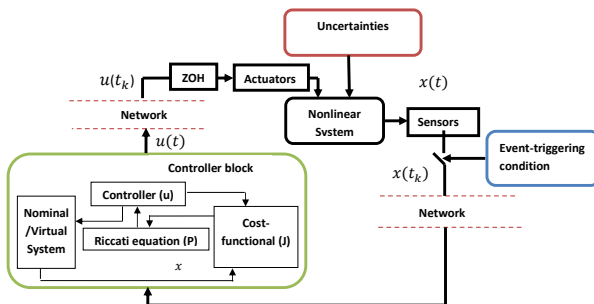 Uncertainties
u(t_k)
ZOH
Actuators
x(t)
Network
Nonlinear
System
Sensors
u(t)
Event-triggering
condition
x(t_k)
Controller block
Network
Controller (u)
Nominal
/Virtual
System
Cost-
functional (J)
Riccati equation (P)
x